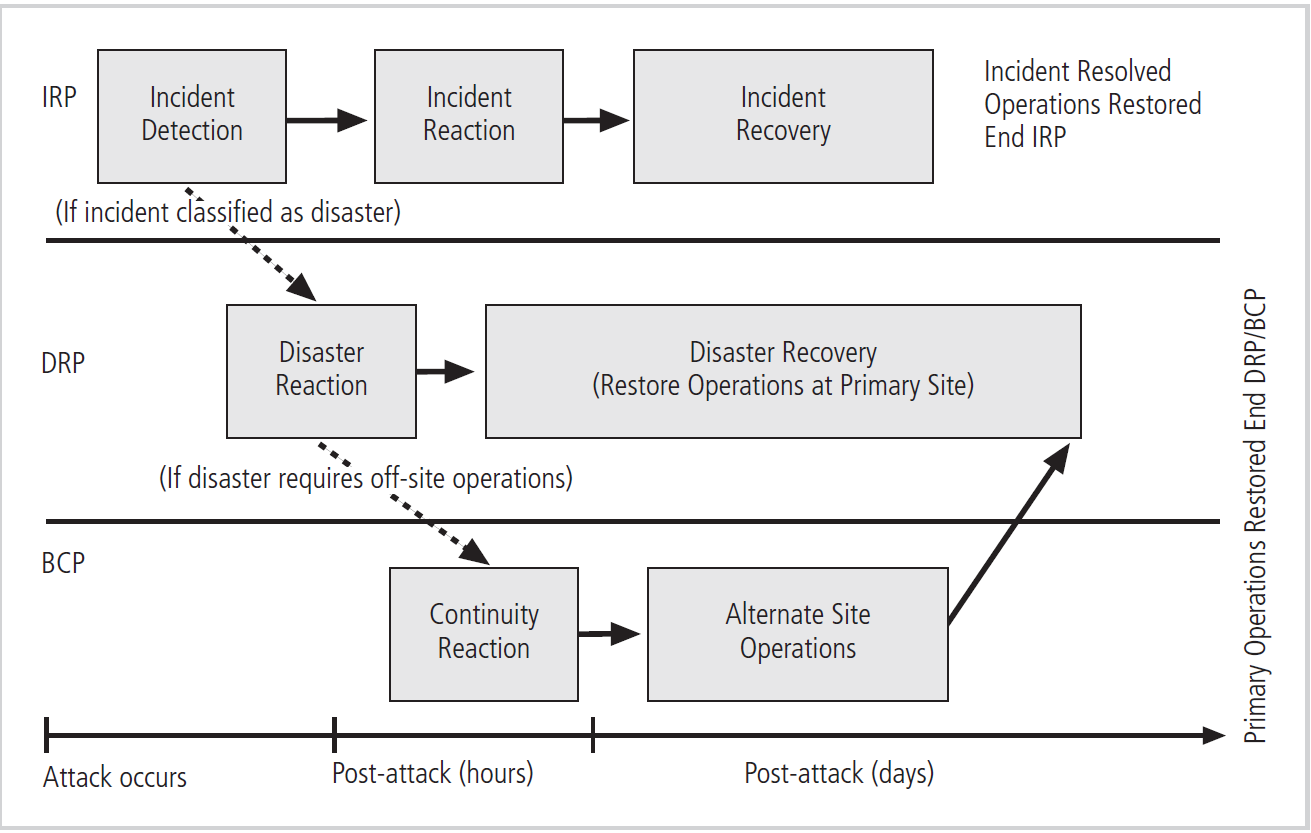 IRP
Incident
Detection
Incident
Reaction
Incident
Recovery
Incident Resolved
Operations Restored
End IRP
(If incident classified as disaster)
DRP
Disaster
Reaction
Disaster Recovery
(Restore Operations at Primary Site)
(If disaster requires off-site operations)
BCP
Continuity
Reaction
Alternate Site
Operations
Primary Operations Restored End DRP/BCP
Attack occurs
Post-attack (hours)
Post-attack (days)